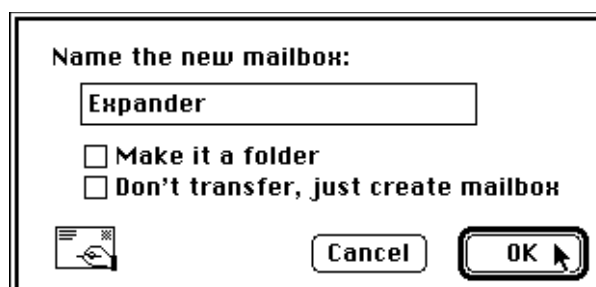 Name the new mailbox:
Expander
Make it a folder
Don't transfer, just create mailbox
Cancel
OK